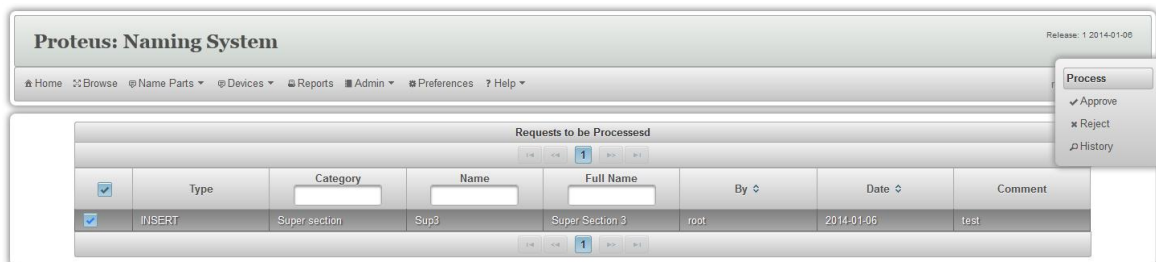 Proteus: Naming System
Release: 1 2014-01-06
Home Browse Name Parts Devices Reports Admin Preferences ? Help
Process
Approve
Reject
History
Requests to be Processesd
1
Type Category Name Full Name By Date Comment
INSERT Super section Sup3 Super Section 3 root 2014-01-06 test
1